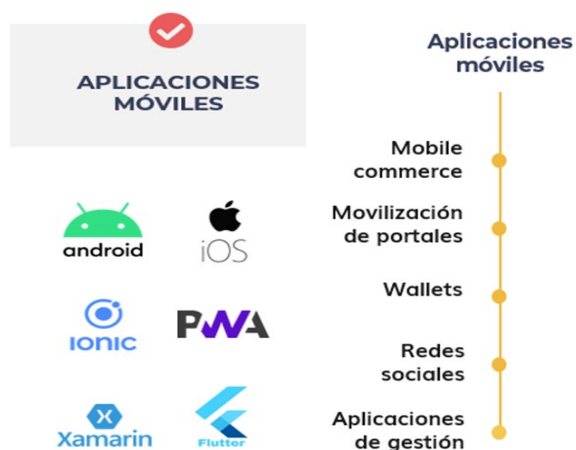 APLICACIONES
MÓVILES
android
iOS
IONIC
PWA
Xamarin
Flutter
Aplicaciones
móviles
Mobile
commerce
Movilización
de portales
Wallets
Redes
sociales
Aplicaciones
de gestión